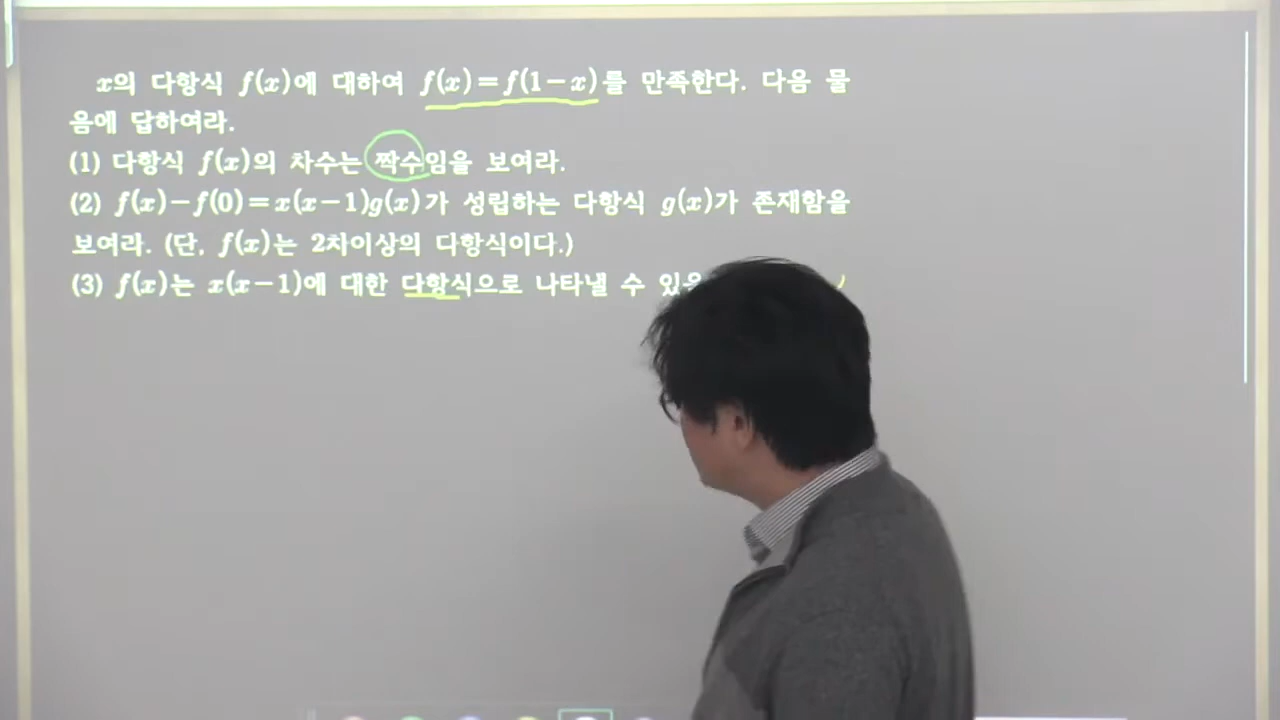 x의 다항식 f(x)에 대하여 f(x)=f(1-x)를 만족한다. 다음 물
음에 답하여라.
(1) 다항식 f(x)의 차수는 짝수임을 보여라.
(2) f(x)-f(0)=x(x-1)g(x)가 성립하는 다항식 g(x)가 존재함을
보여라. (단, f(x)는 2차이상의 다항식이다.)
(3) f(x)는 x(x-1)에 대한 다항식으로 나타낼 수